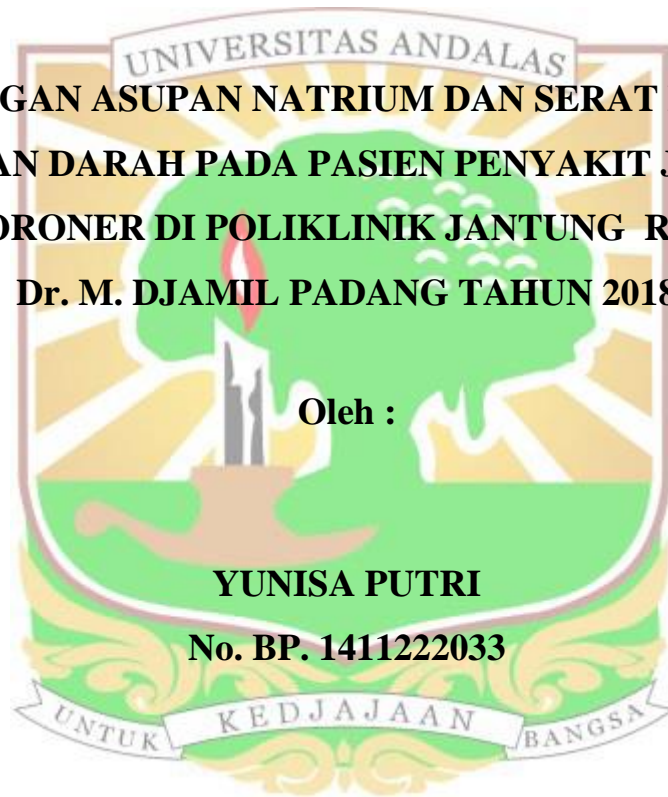 UNIVERSITAS ANDALAS
GAN ASUPAN NATRIUM DAN SERAT
AN DARAH PADA PASIEN PENYAKIT J
ORONER DI POLIKLINIK JANTUNG R
Dr. M. DJAMIL PADANG TAHUN 2018
Oleh :
YUNISA PUTRI
No. BP. 1411222033
UNTUK KEDJAJAAN BANGSA